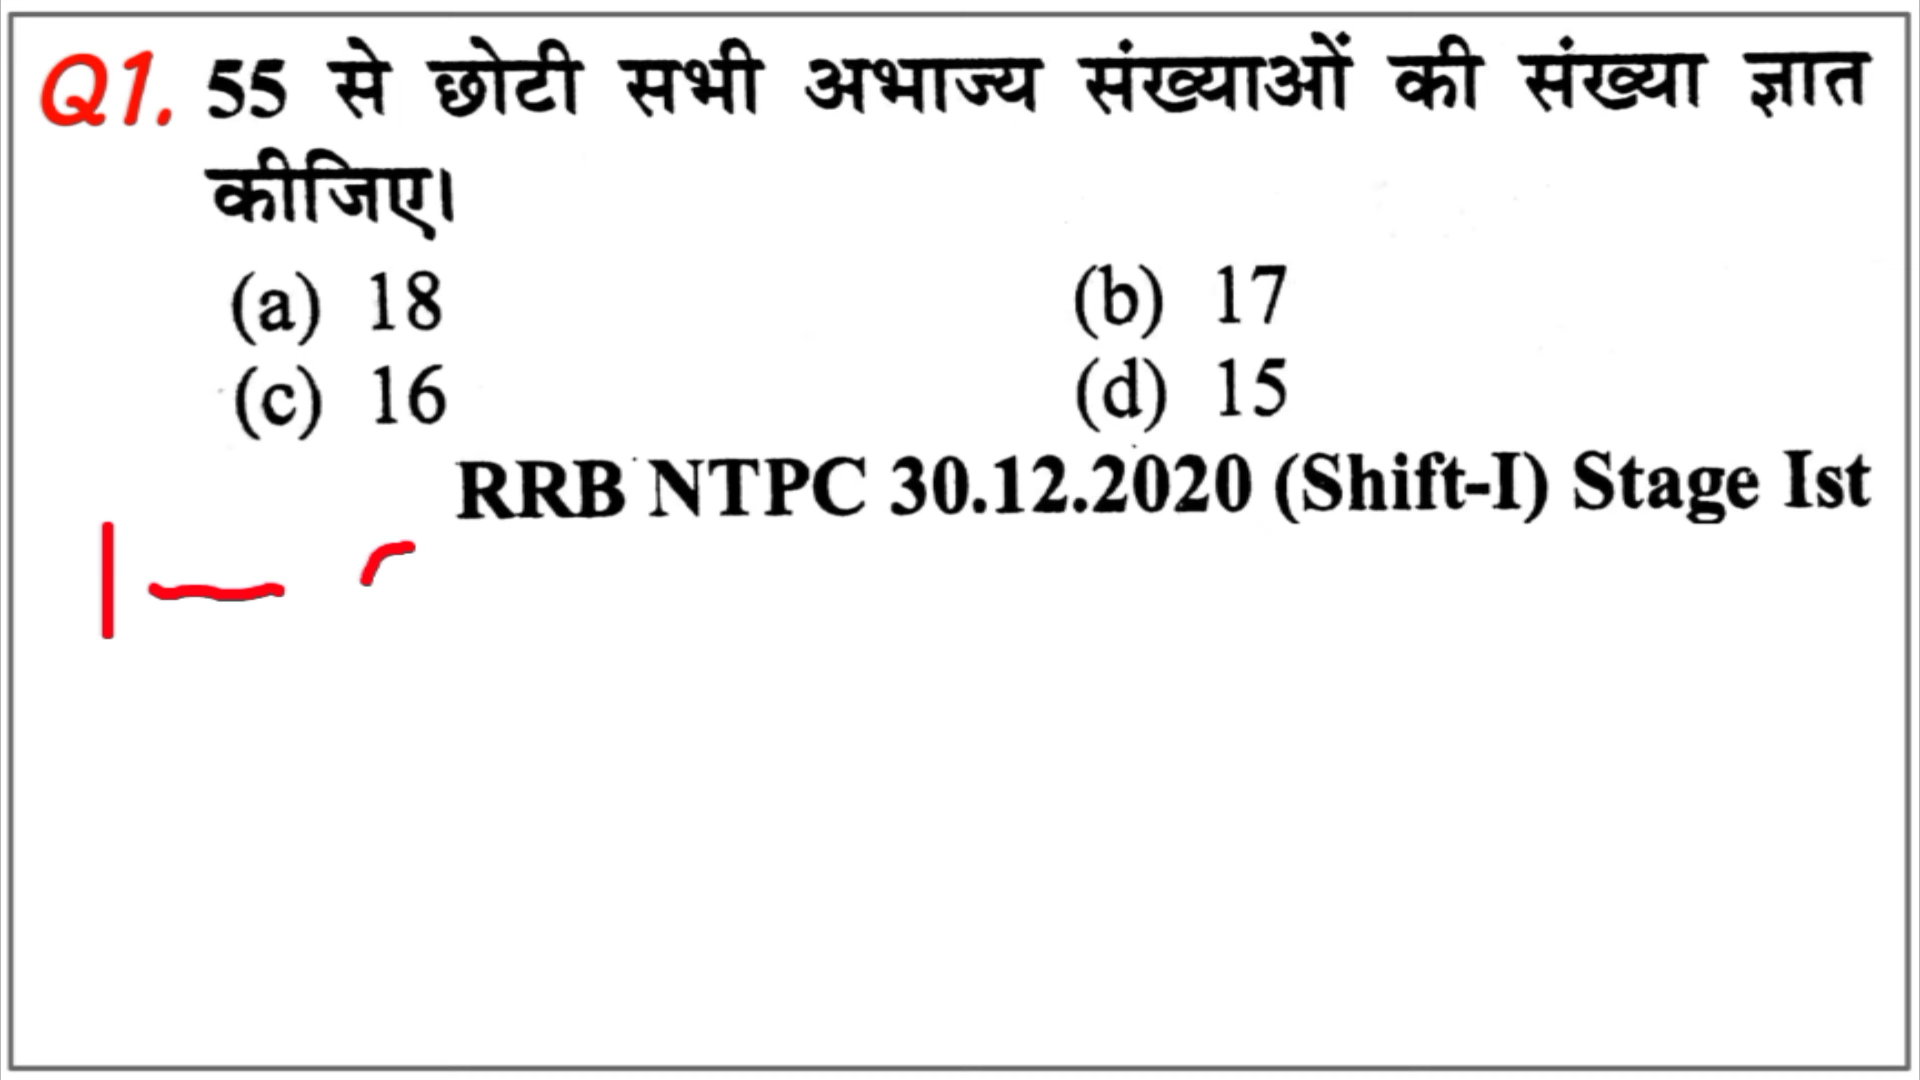 Q1. 55 से छोटी सभी अभाज्य संख्याओं की संख्या ज्ञात
कीजिए।
(a) 18 (b) 17
(c) 16 (d) 15
RRB NTPC 30.12.2020 (Shift-I) Stage Ist